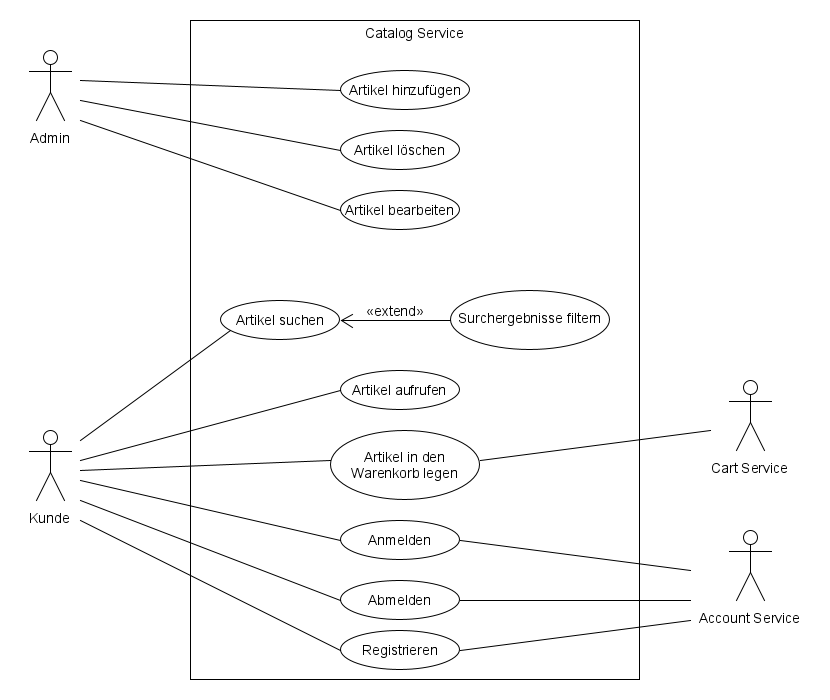 Catalog Service
Artikel hinzufügen
Admin
Artikel löschen
Artikel bearbeiten
Artikel suchen
«extend»
Surchergebnisse filtern
Artikel aufrufen
Artikel in den
Warenkorb legen
Cart Service
Kunde
Anmelden
Abmelden
Account Service
Registrieren